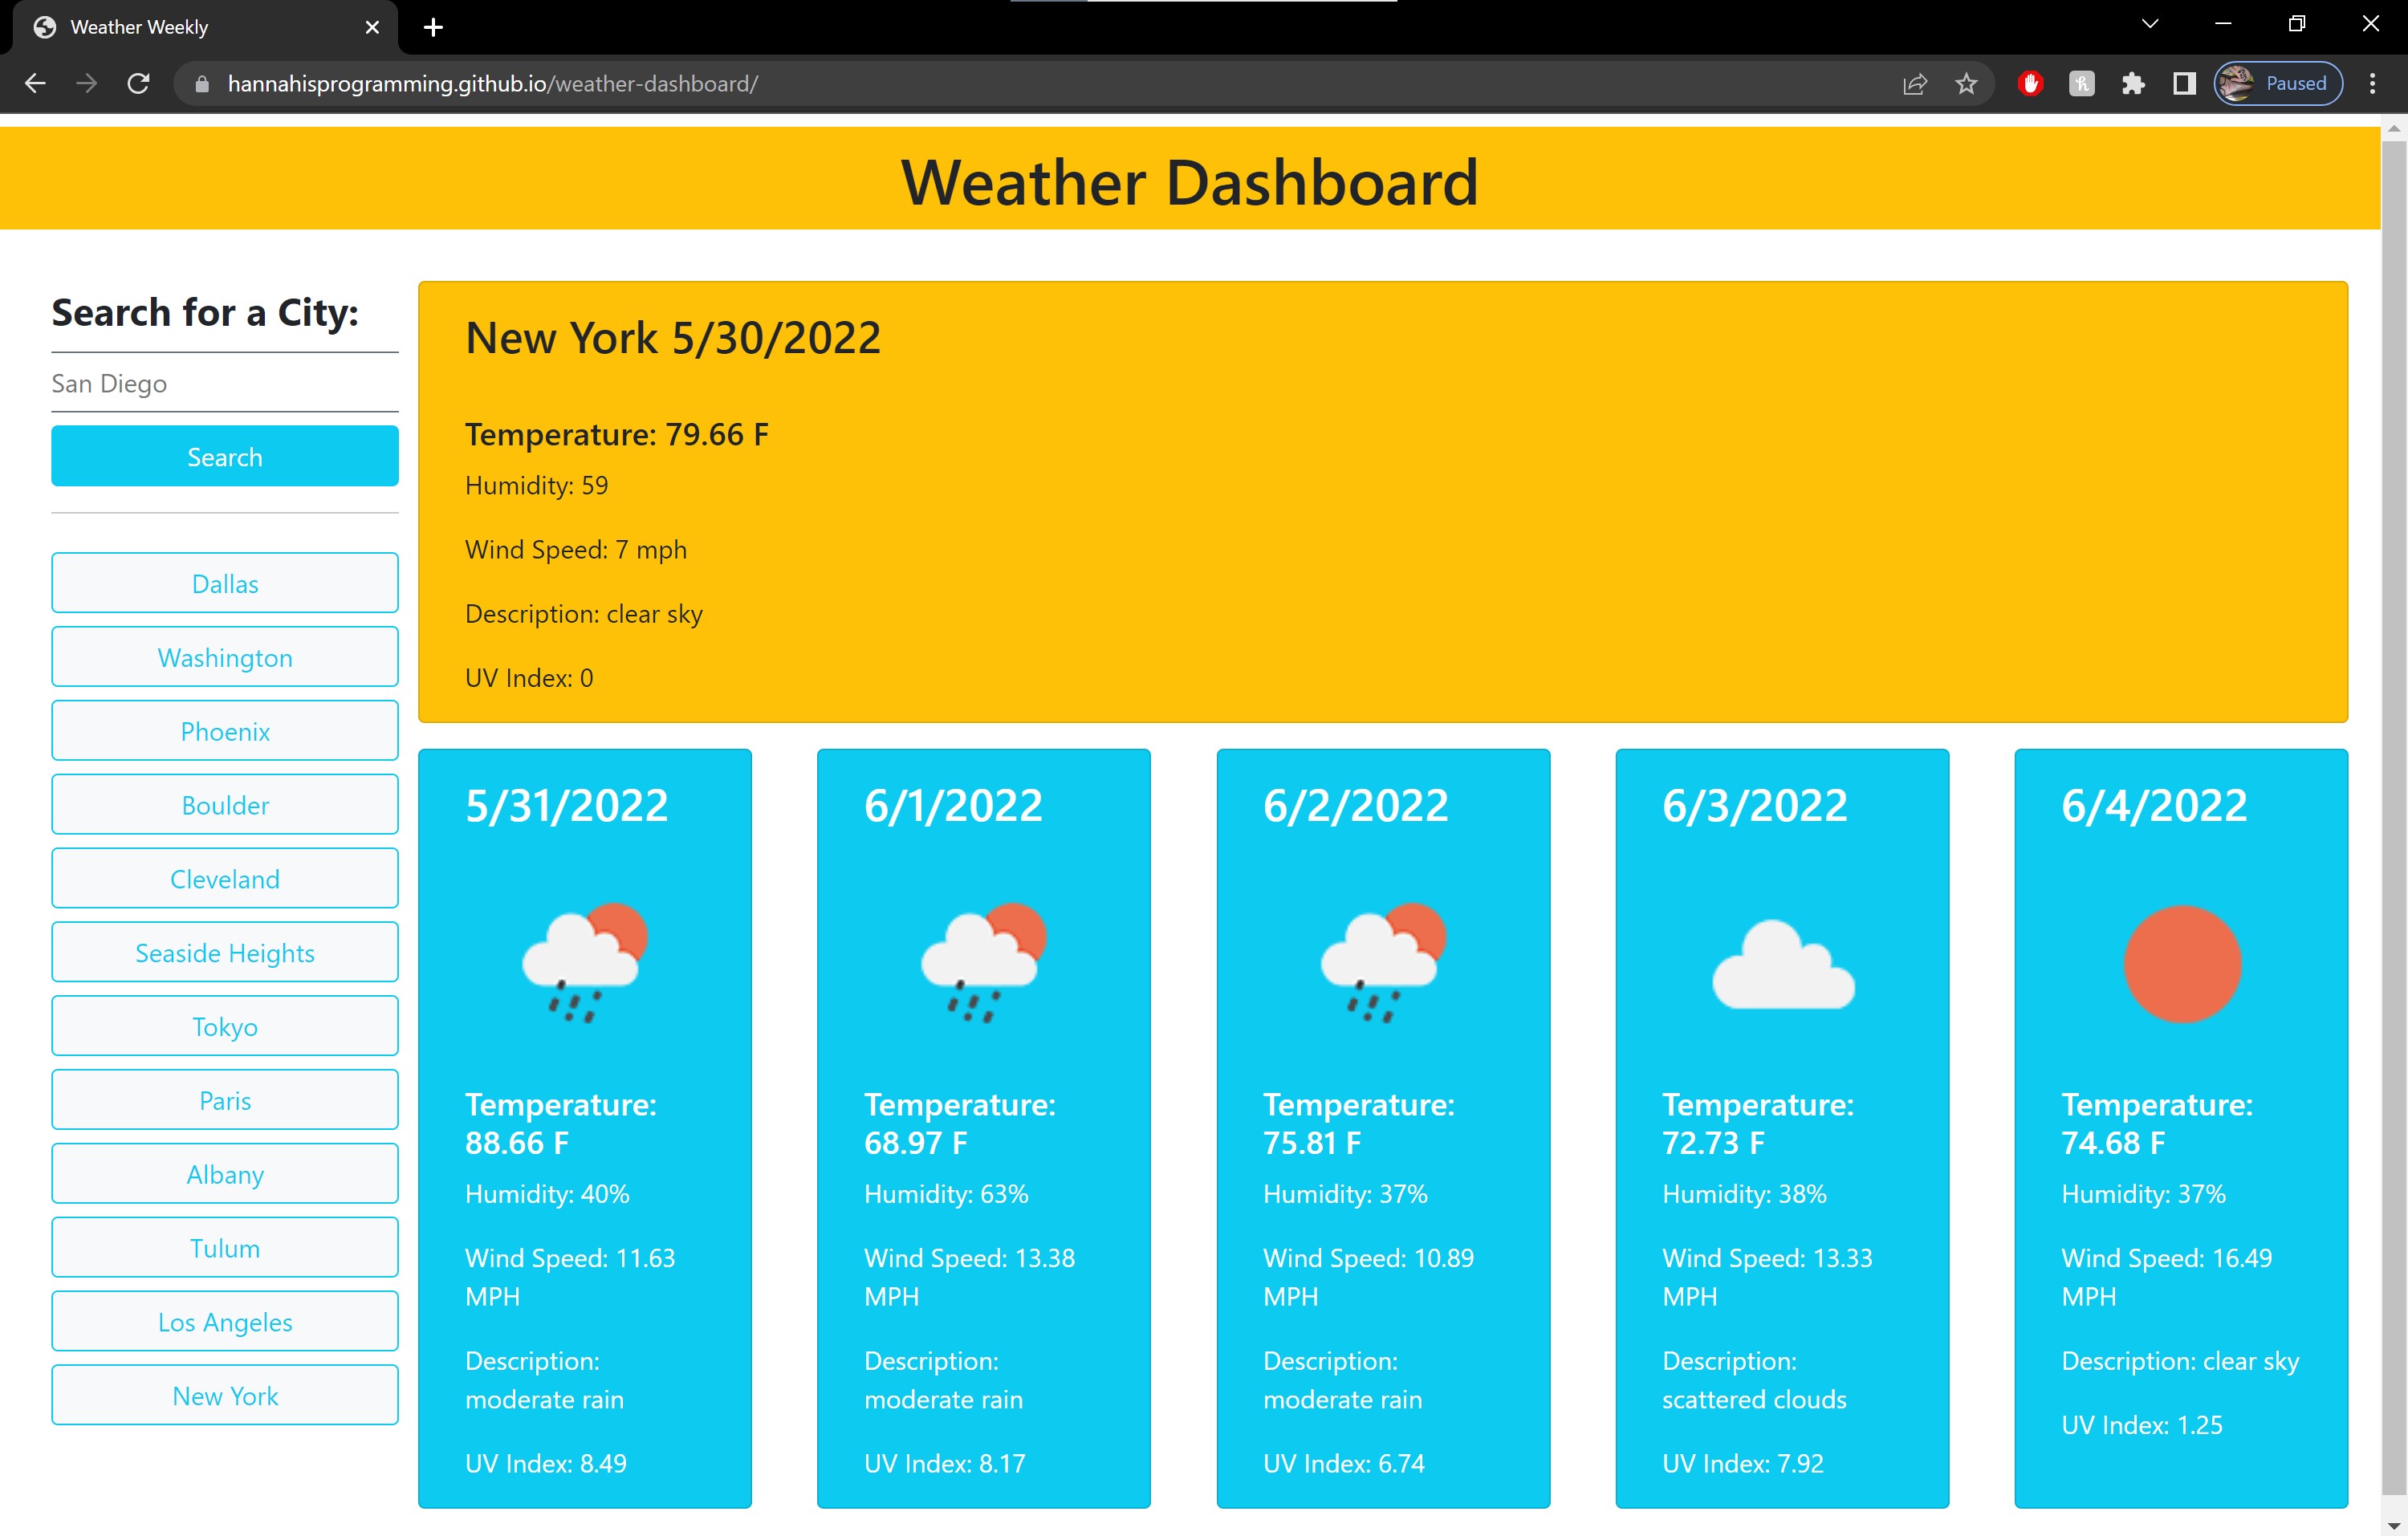 Weather Weekly
hannahisprogramming.github.io/weather-dashboard/
Paused
Weather Dashboard
Search for a City:
San Diego
Search
Dallas
Washington
Phoenix
Boulder
Cleveland
Seaside Heights
Tokyo
Paris
Albany
Tulum
Los Angeles
New York
New York 5/30/2022
Temperature: 79.66 F
Humidity: 59
Wind Speed: 7 mph
Description: clear sky
UV Index: 0
5/31/2022
Temperature:
88.66 F
Humidity: 40%
Wind Speed: 11.63
MPH
Description:
moderate rain
UV Index: 8.49
6/1/2022
Temperature:
68.97 F
Humidity: 63%
Wind Speed: 13.38
MPH
Description:
moderate rain
UV Index: 8.17
6/2/2022
Temperature:
75.81 F
Humidity: 37%
Wind Speed: 10.89
MPH
Description:
moderate rain
UV Index: 6.74
6/3/2022
Temperature:
72.73 F
Humidity: 38%
Wind Speed: 13.33
MPH
Description:
scattered clouds
UV Index: 7.92
6/4/2022
Temperature:
74.68 F
Humidity: 37%
Wind Speed: 16.49
MPH
Description: clear sky
UV Index: 1.25